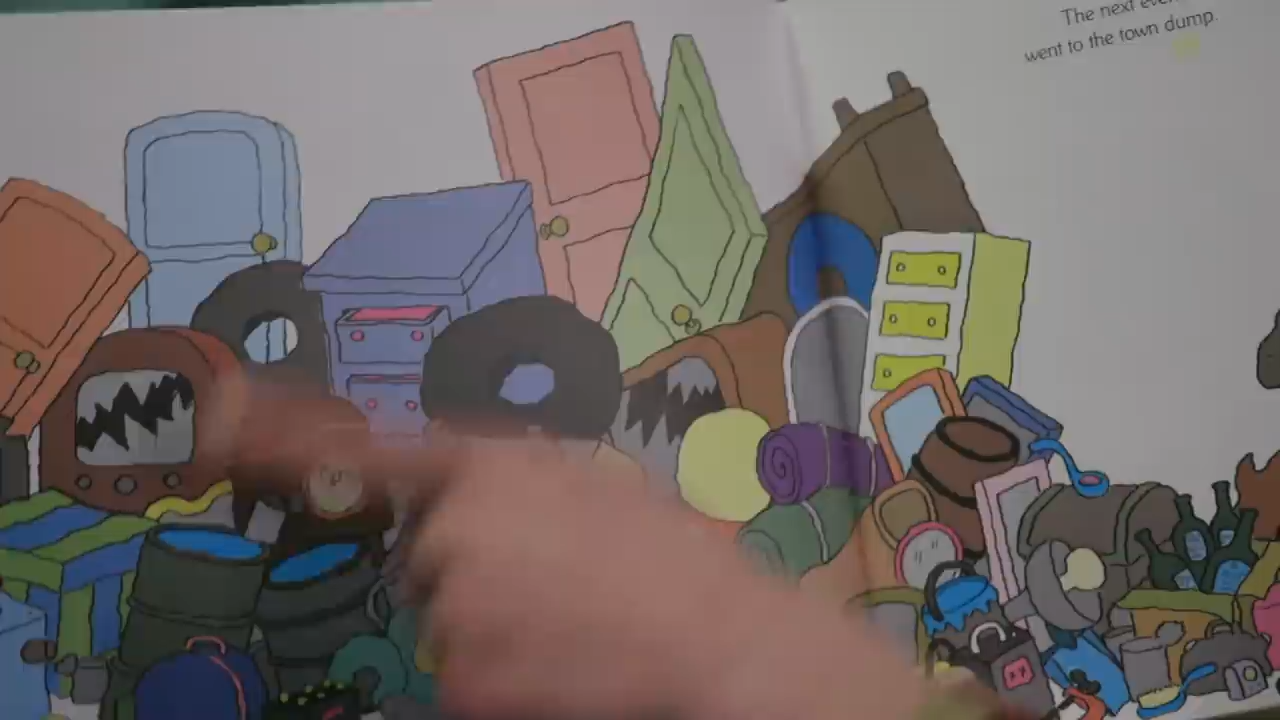 The next
went to the town dump.